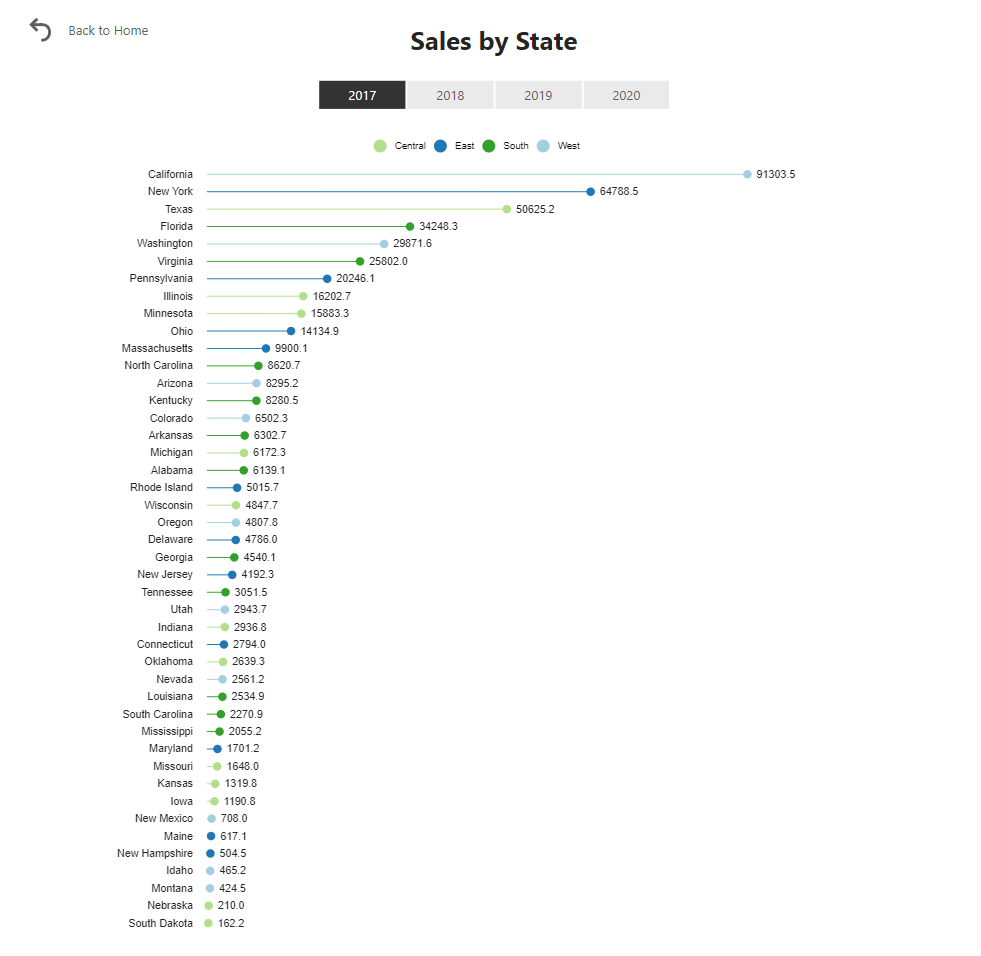 Back to Home
Sales by State
2017 2018 2019 2020
Central East South West
California 91303.5
New York 64788.5
Texas 50625.2
Florida 34248.3
Washington 29871.6
Virginia 25802.0
Pennsylvania 20246.1
Illinois 16202.7
Minnesota 15883.3
Ohio 14134.9
Massachusetts 9900.1
North Carolina 8620.7
Arizona 8295.2
Kentucky 8280.5
Colorado 6502.3
Arkansas 6302.7
Michigan 6172.3
Alabama 6139.1
Rhode Island 5015.7
Wisconsin 4847.7
Oregon 4807.8
Delaware 4786.0
Georgia 4540.1
New Jersey 4192.3
Tennessee 3051.5
Utah 2943.7
Indiana 2936.8
Connecticut 2794.0
Oklahoma 2639.3
Nevada 2561.2
Louisiana 2534.9
South Carolina 2270.9
Mississippi 2055.2
Maryland 1701.2
Missouri 1648.0
Kansas 1319.8
Iowa 1190.8
New Mexico 708.0
Maine 617.1
New Hampshire 504.5
Idaho 465.2
Montana 424.5
Nebraska 210.0
South Dakota 162.2